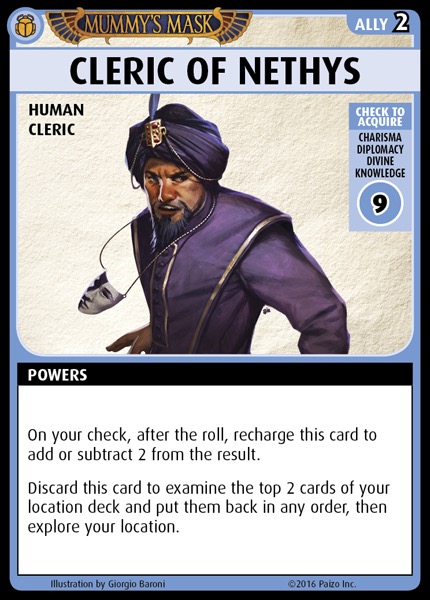 MUMMY'S MASK
ALLY 2
CLERIC OF NETHYS
HUMAN
CLERIC
CHECK TO
ACQUIRE
CHARISMA
DIPLOMACY
DIVINE
KNOWLEDGE
9
POWERS
On your check, after the roll, recharge this card to
add or subtract 2 from the result.
Discard this card to examine the top 2 cards of your
location deck and put them back in any order, then
explore your location.
Illustration by Giorgio Baroni
©2016 Paizo Inc.